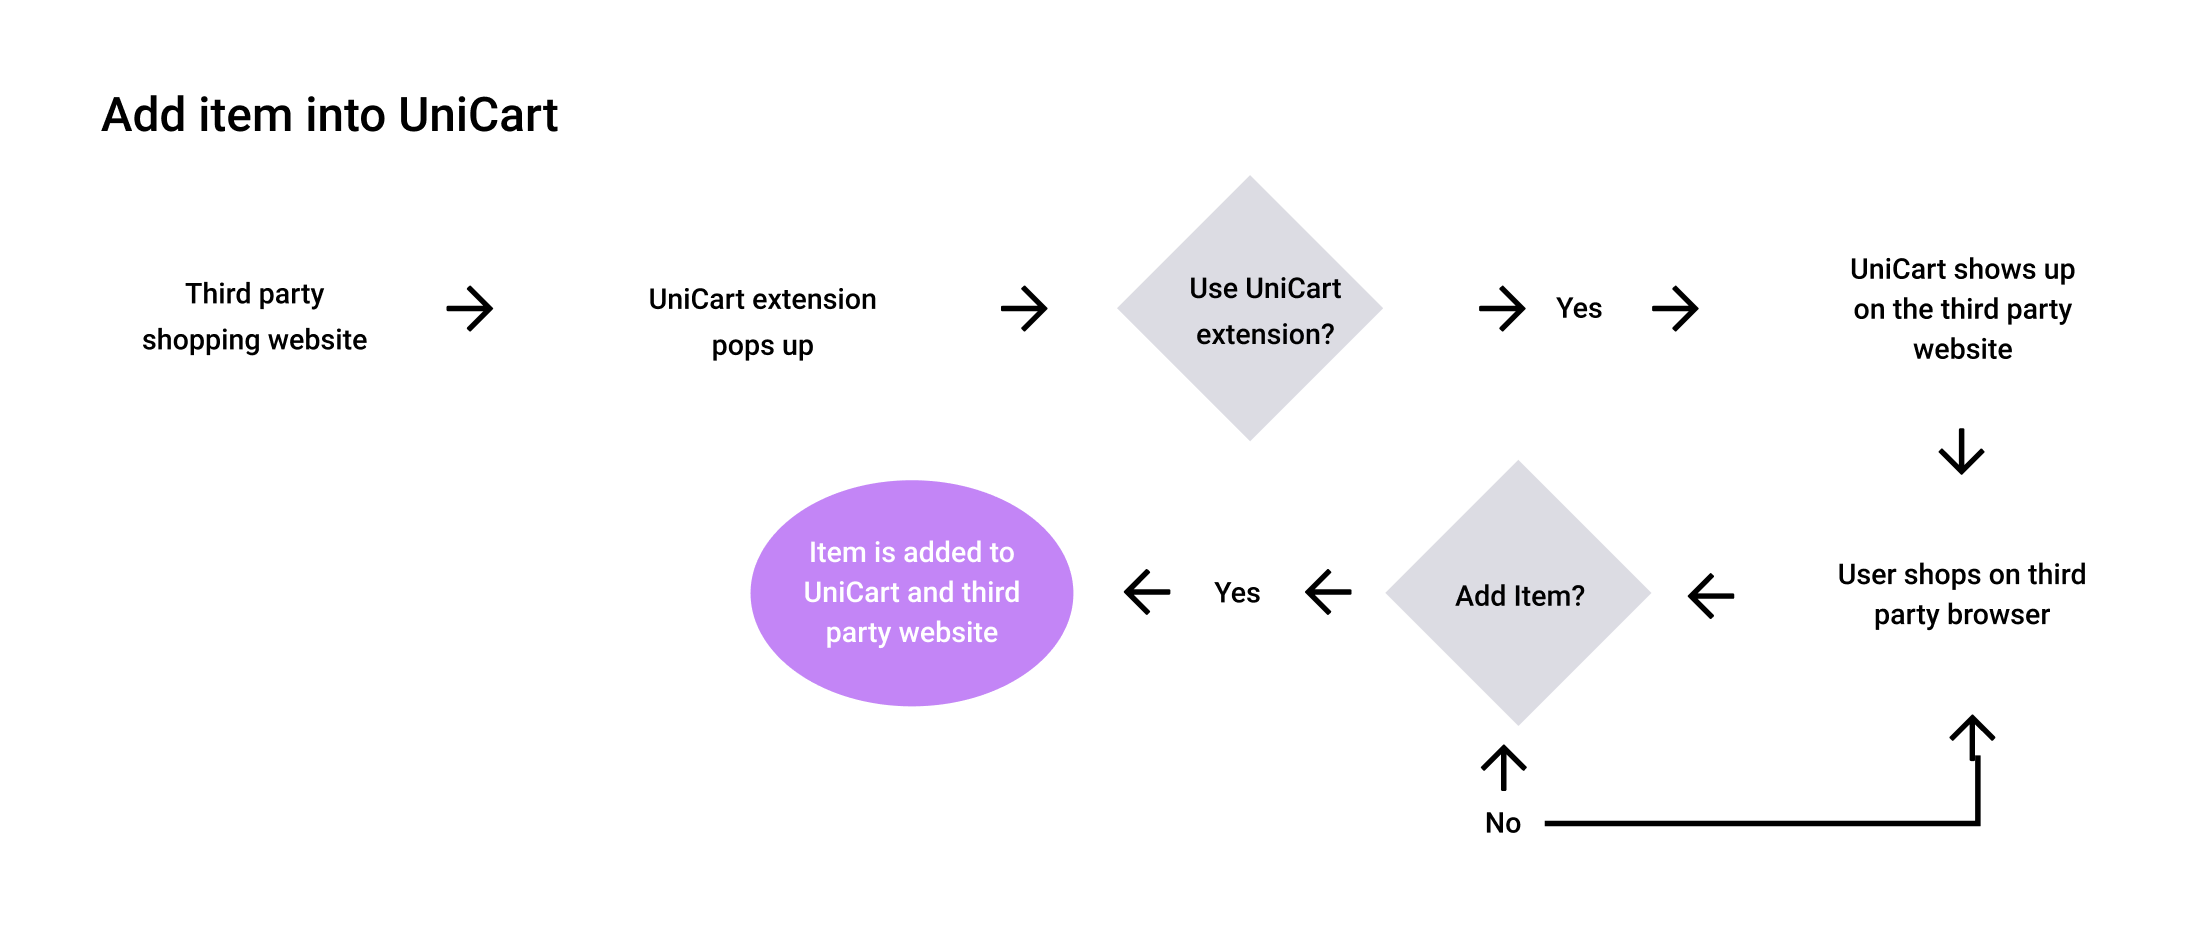 Add item into UniCart
Third party
shopping website
UniCart extension
pops up
Use UniCart
extension?
Yes
UniCart shows up
on the third party
website
User shops on third
party browser
Add Item?
Yes
Item is added to
UniCart and third
party website
No